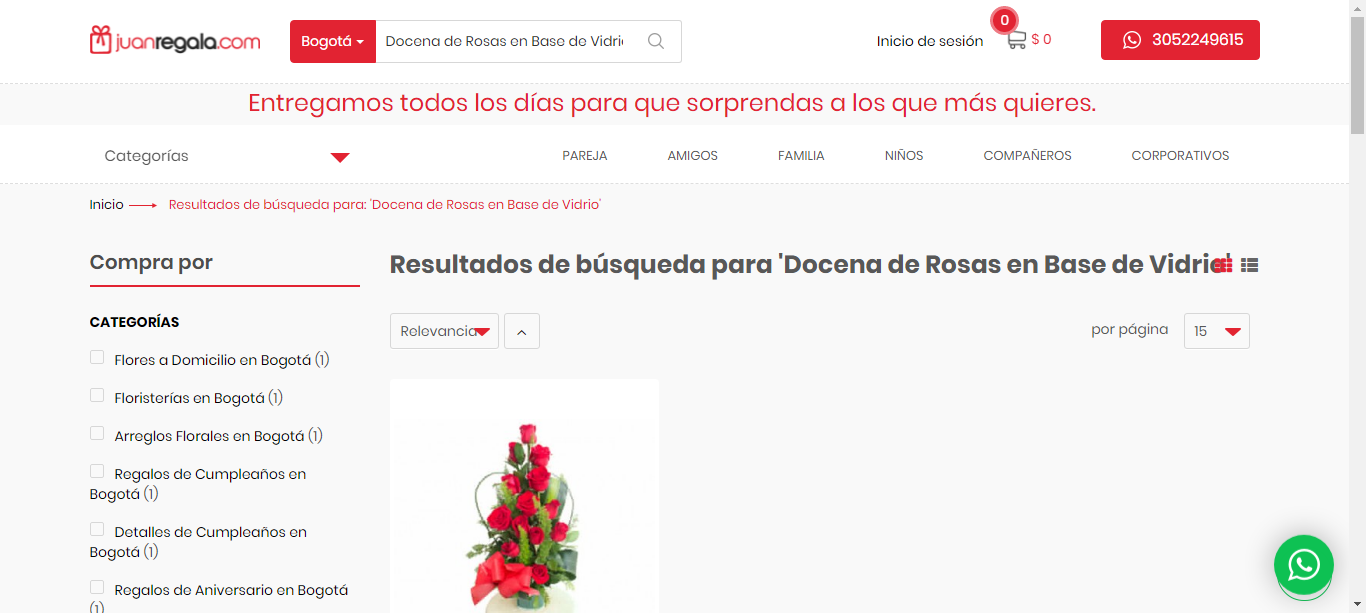 juanregala.com
Bogotá
Docena de Rosas en Base de Vidri
Inicio de sesión
0
$ 0
3052249615
Entregamos todos los días para que sorprendas a los que más quieres.
Categorías
PAREJA
AMIGOS
FAMILIA
NIÑOS
COMPAÑEROS
CORPORATIVOS
Inicio
Resultados de búsqueda para: 'Docena de Rosas en Base de Vidrio'
Compra por
Resultados de búsqueda para 'Docena de Rosas en Base de Vidrio'
CATEGORÍAS
Relevancia
por página
15
Flores a Domicilio en Bogotá (1)
Floristerías en Bogotá (1)
Arreglos Florales en Bogotá (1)
Regalos de Cumpleaños en
Bogotá (1)
Detalles de Cumpleaños en
Bogotá (1)
Regalos de Aniversario en Bogotá
(1)